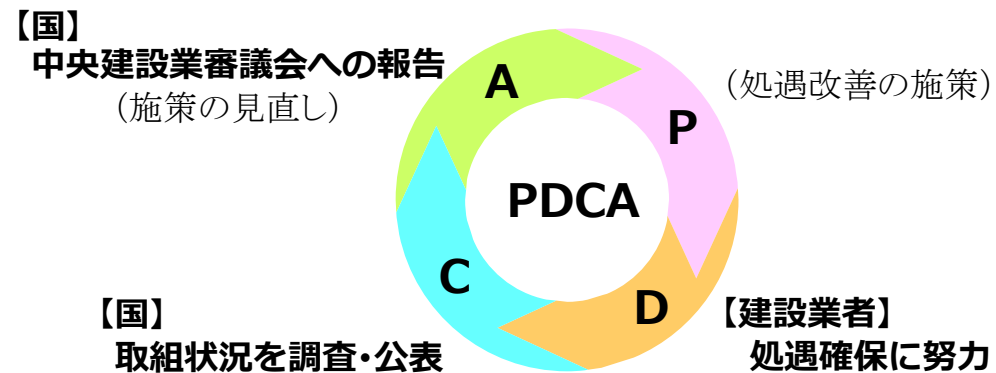 【国】
中央建設業審議会への報告
（施策の見直し）
A
P
（処遇改善の施策）
PDCA
C
D
【国】
取組状況を調査・公表
【建設業者】
処遇確保に努力